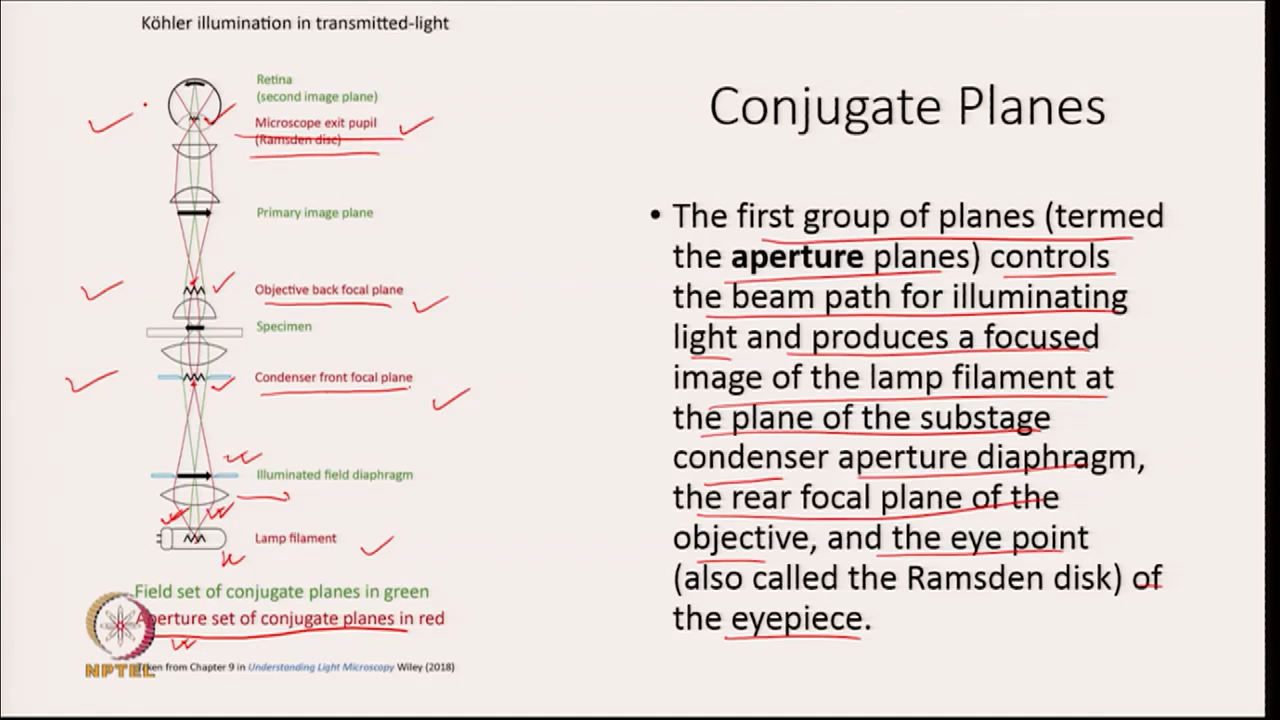 Köhler illumination in transmitted-light
Retina
(second image plane)
Microscope exit pupil
(Ramsden disc)
Primary image plane
Objective back focal plane
Specimen
Condenser front focal plane
Illuminated field diaphragm
Lamp filament
Field set of conjugate planes in green
Aperture set of conjugate planes in red
NPTEL
Taken from Chapter 9 in Understanding Light Microscopy Wiley (2018)
Conjugate Planes
• The first group of planes (termed
the aperture planes) controls
the beam path for illuminating
light and produces a focused
image of the lamp filament at
the plane of the substage
condenser aperture diaphragm,
the rear focal plane of the
objective, and the eye point
(also called the Ramsden disk) of
the eyepiece.